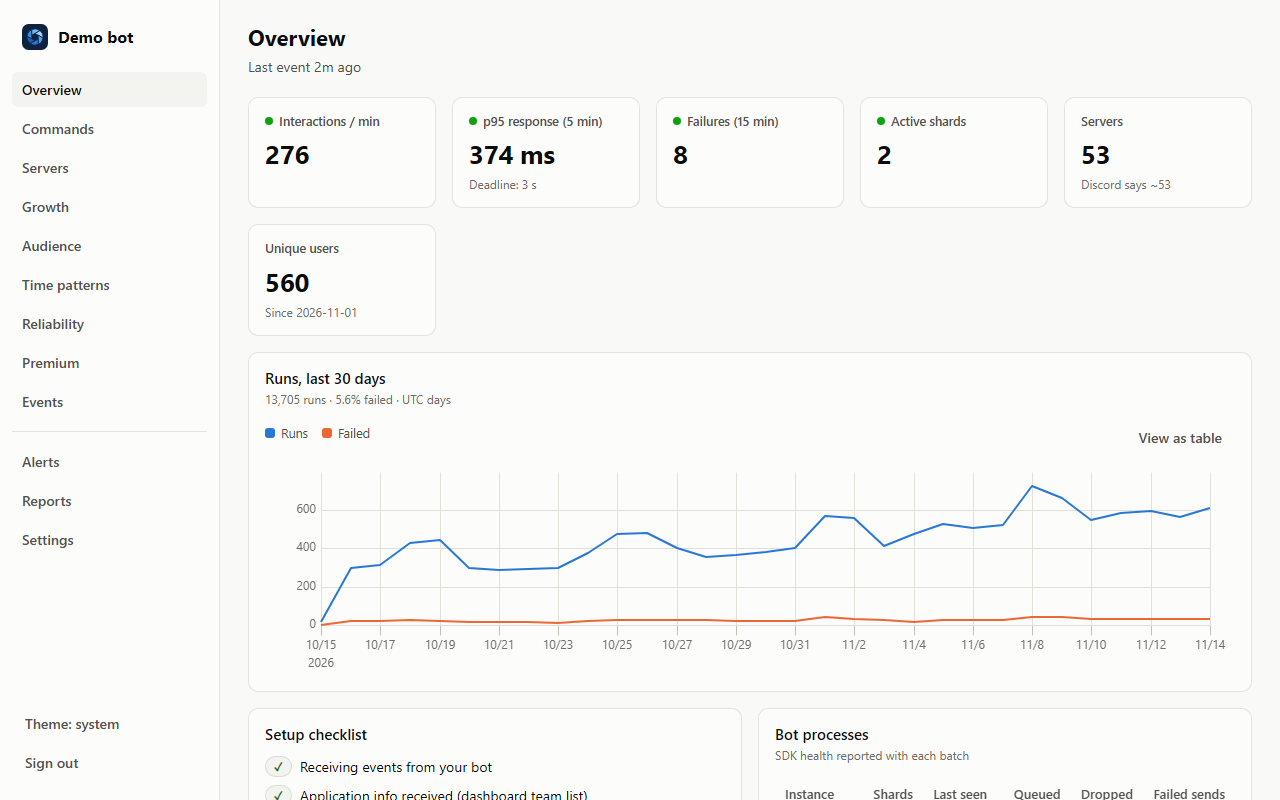 Demo bot
Overview
Commands
Servers
Growth
Audience
Time patterns
Reliability
Premium
Events
Alerts
Reports
Settings
Theme: system
Sign out
Overview
Last event 2m ago
Interactions / min
276
p95 response (5 min)
374 ms
Deadline: 3 s
Failures (15 min)
8
Active shards
2
Servers
53
Discord says ~53
Unique users
560
Since 2026-11-01
Runs, last 30 days
13,705 runs · 5.6% failed · UTC days
Runs Failed
View as table
600
400
200
0
10/15 10/17 10/19 10/21 10/23 10/25 10/27 10/29 10/31 11/2 11/4 11/6 11/8 11/10 11/12 11/14
2026
Setup checklist
✓ Receiving events from your bot
✓ Application info received (dashboard team list)
Bot processes
SDK health reported with each batch
Instance Shards Last seen Queued Dropped Failed sends